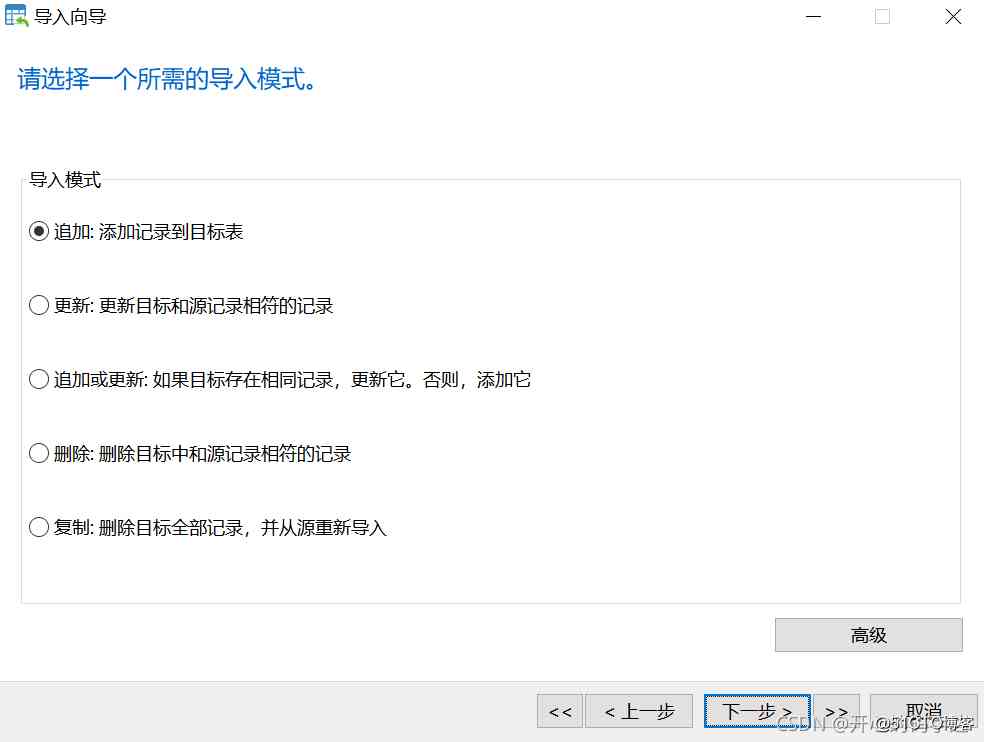 导入向导
请选择一个所需的导入模式。
导入模式
追加: 添加记录到目标表
更新: 更新目标和源记录相符的记录
追加或更新: 如果目标存在相同记录，更新它。否则，添加它
删除: 删除目标中和源记录相符的记录
复制: 删除目标全部记录，并从源重新导入
高级
<< < 上一步 下一步 > >> 取消
CSDN @开心
@51CTO博客